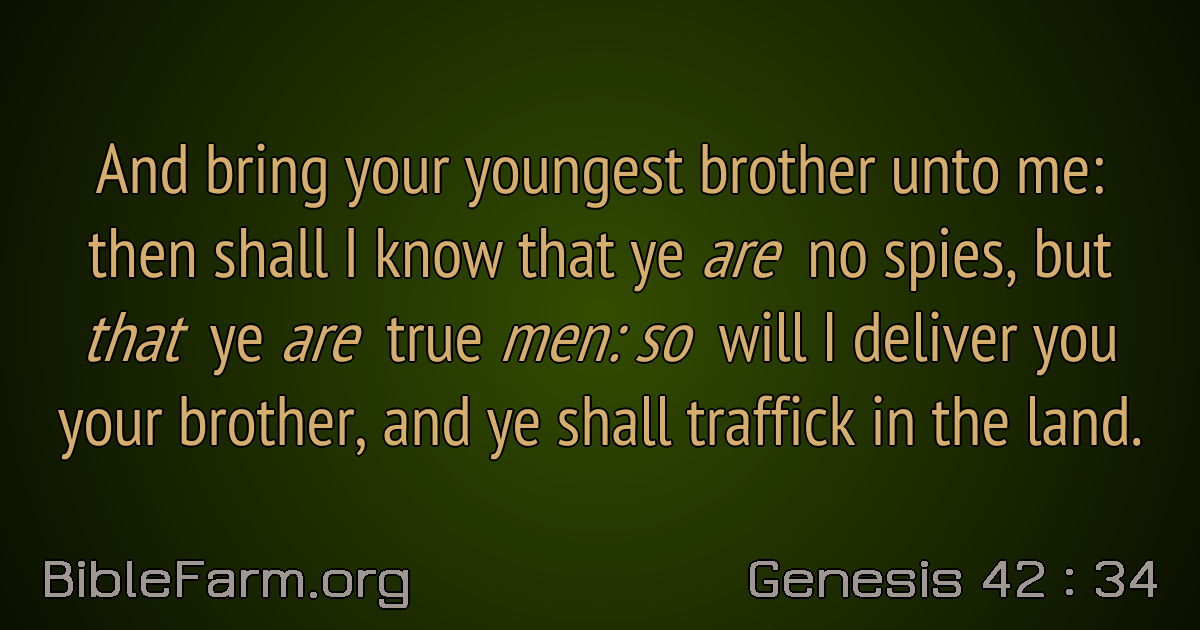 And bring your youngest brother unto me:
then shall I know that ye are no spies, but
that ye are true men: so will I deliver you
your brother, and ye shall traffick in the land.
BibleFarm.org
Genesis 42 : 34